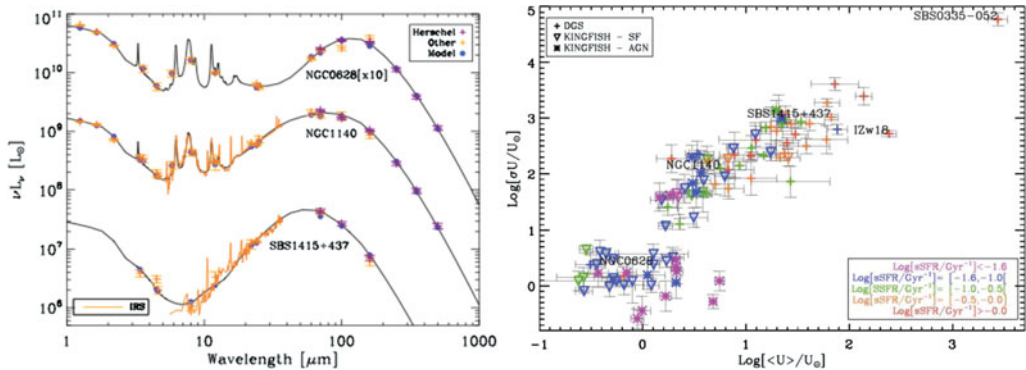 Herschel
Other
Model
NGC0628[x10]
NGC1140
SBS1415+437
IRS
νLν [L⊙]
10^11
10^10
10^9
10^8
10^7
10^6
1
10
100
1000
Wavelength [μm]
DGS
KINGFISH - SF
KINGFISH - AGN
SBS0335-052
SBS1415+437
IZw18
NGC1140
NGC0628
Log[sSFR/Gyr⁻¹]<-1.6
Log[sSFR/Gyr⁻¹]= [-1.6,-1.0]
Log[sSFR/Gyr⁻¹]= [-1.0,-0.5]
Log[sSFR/Gyr⁻¹]= [-0.5,-0.0]
Log[sSFR/Gyr⁻¹]>-0.0
Log[σU/U⊙]
5
4
3
2
1
0
-1
0
1
2
3
Log[<U>/U⊙]